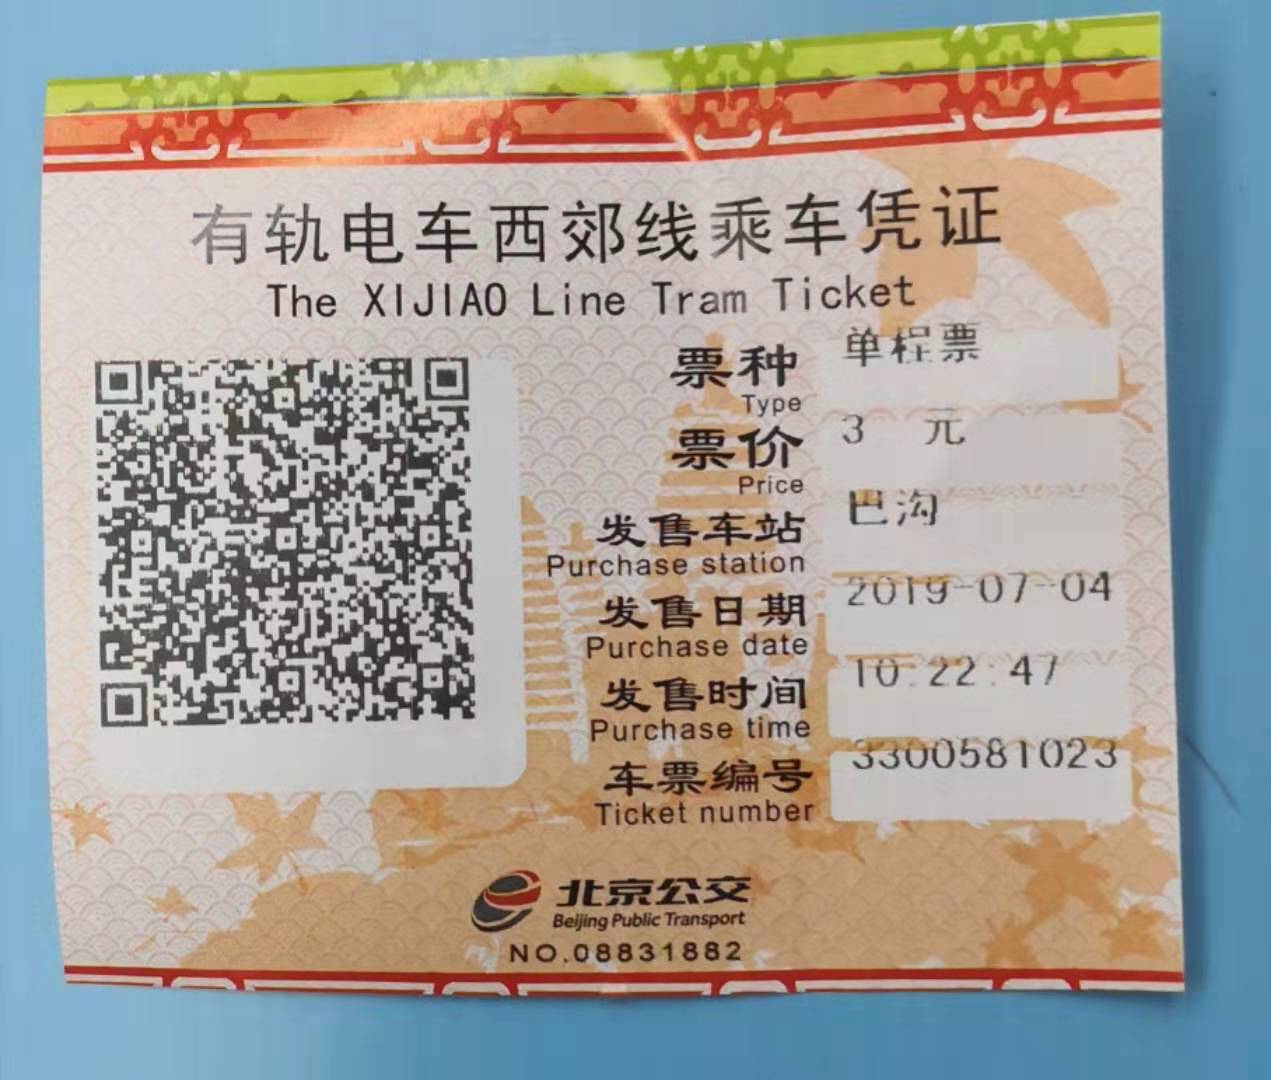 有轨电车西郊线乘车凭证
The XIJIAO Line Tram Ticket
票种 单程票
Type
票价 3 元
Price
发售车站 巴沟
Purchase station
发售日期 2019-07-04
Purchase date
发售时间 10:22:47
Purchase time
车票编号 3300581023
Ticket number
北京公交
Beijing Public Transport
NO.08831882